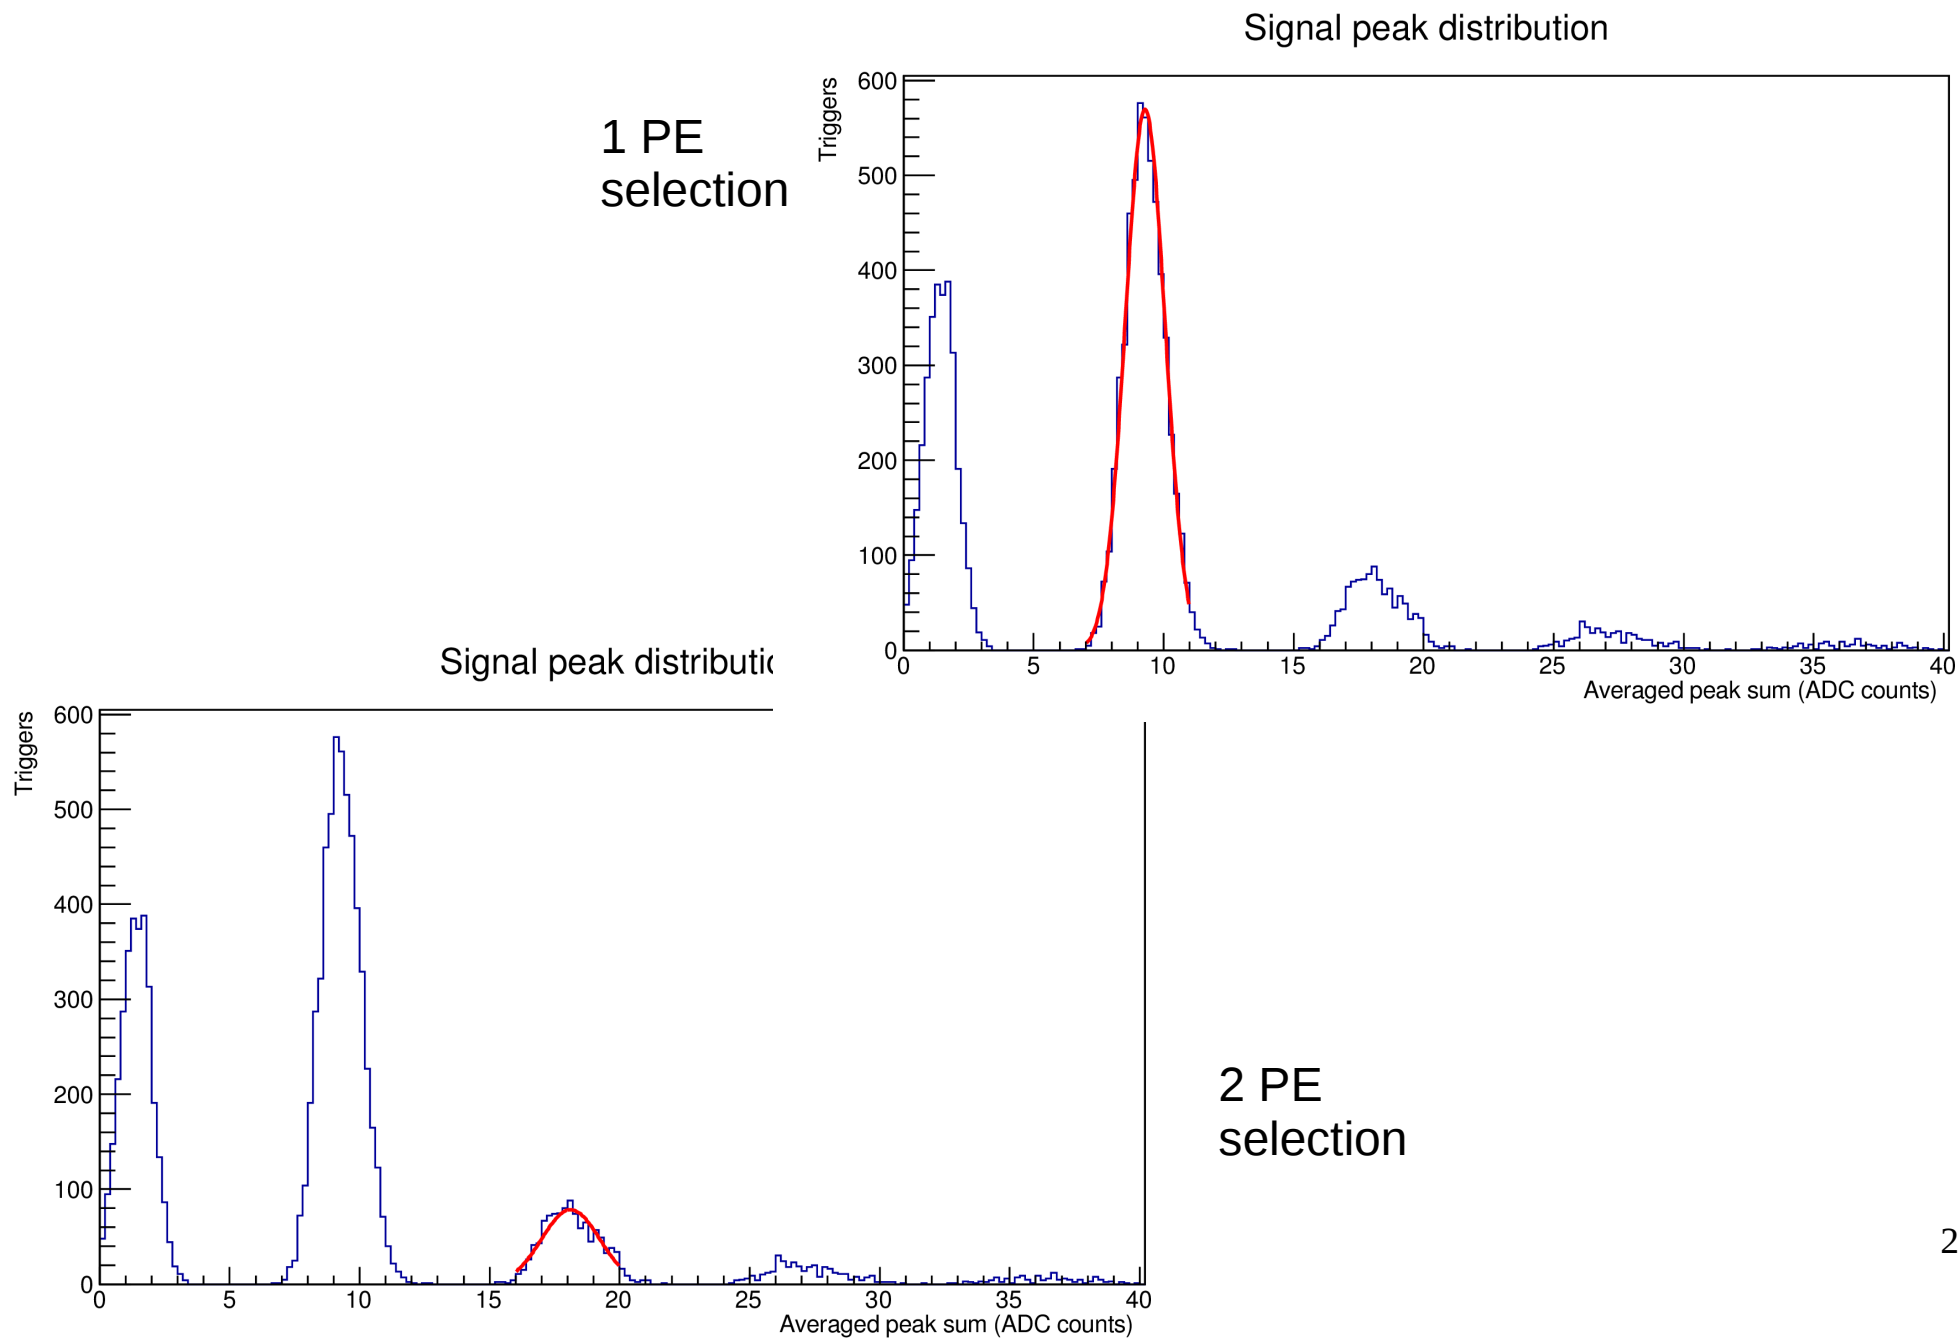 Signal peak distribution
1 PE
selection
Triggers
600
500
400
300
200
100
0
0 5 10 15 20 25 30 35 40
Averaged peak sum (ADC counts)
Signal peak distributi
Triggers
600
500
400
300
200
100
0
0 5 10 15 20 25 30 35 40
Averaged peak sum (ADC counts)
2 PE
selection
2